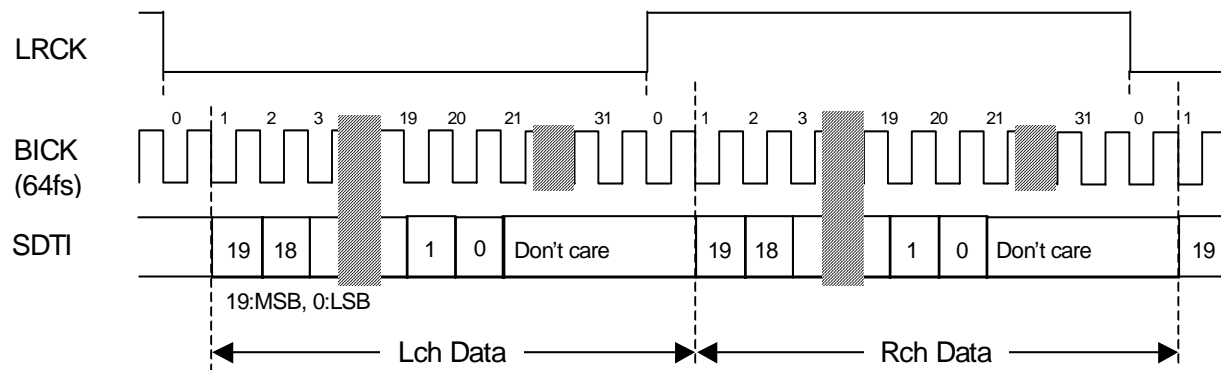 LRCK
0 1 2 3 19 20 21 31 0 1 2 3 19 20 21 31 0 1
BICK
(64fs)
SDTI 19 18 1 0 Don't care 19 18 1 0 Don't care 19
19:MSB, 0:LSB
Lch Data Rch Data